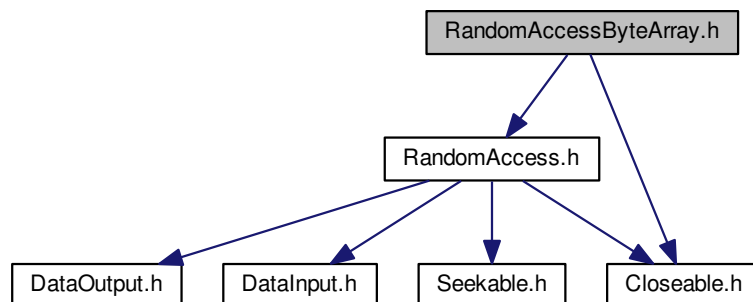 RandomAccessByteArray.h
RandomAccess.h
DataOutput.h
DataInput.h
Seekable.h
Closeable.h